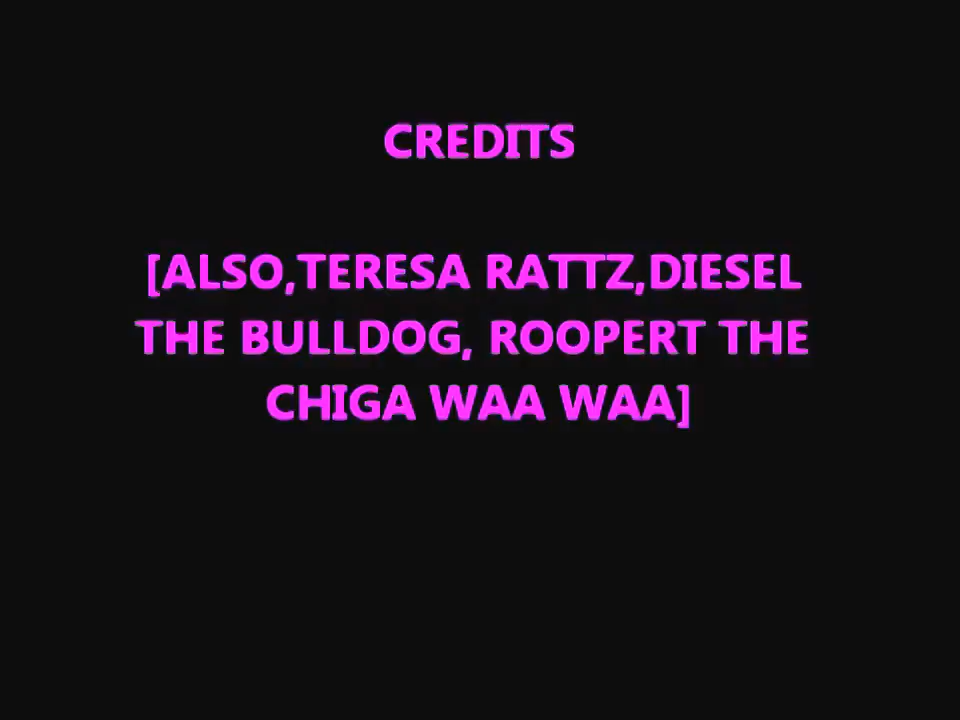 CREDITS
[ALSO,TERESA RATTZ,DIESEL
THE BULLDOG, ROOPERT THE
CHIGA WAA WAA]